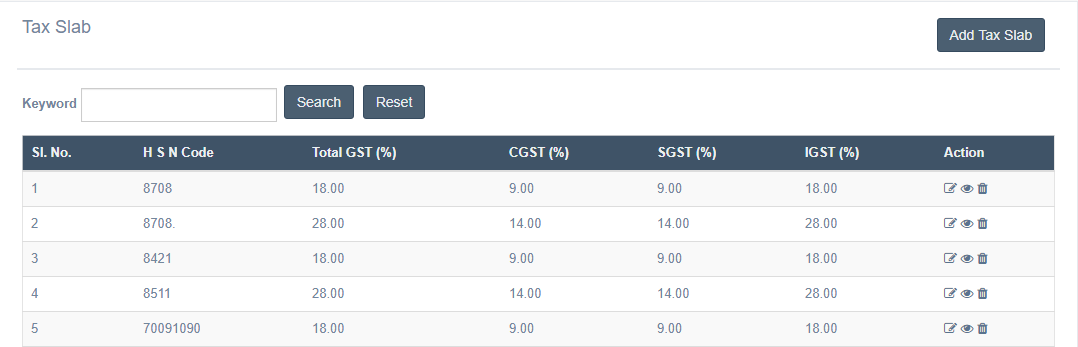 Tax Slab
Add Tax Slab
Keyword Search Reset
Sl. No. H S N Code Total GST (%) CGST (%) SGST (%) IGST (%) Action
1 8708 18.00 9.00 9.00 18.00
2 8708. 28.00 14.00 14.00 28.00
3 8421 18.00 9.00 9.00 18.00
4 8511 28.00 14.00 14.00 28.00
5 70091090 18.00 9.00 9.00 18.00